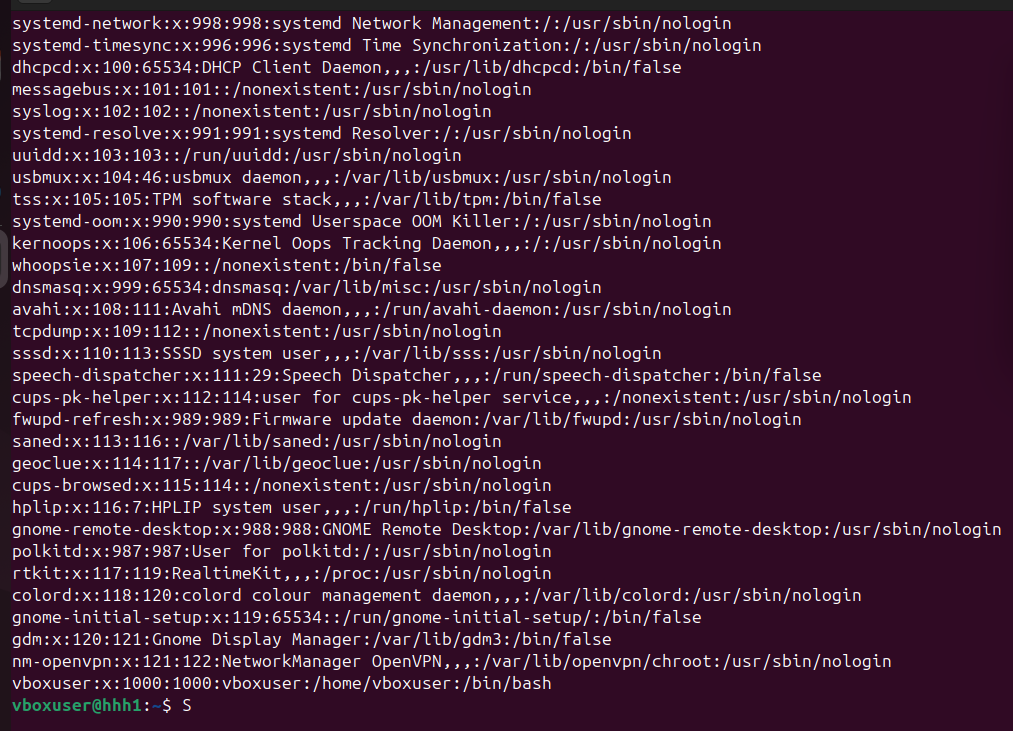 systemd-network:x:998:998:systemd Network Management:/:/usr/sbin/nologin
systemd-timesync:x:996:996:systemd Time Synchronization:/:/usr/sbin/nologin
dhcpcd:x:100:65534:DHCP Client Daemon,,,:/usr/lib/dhcpcd:/bin/false
messagebus:x:101:101::/nonexistent:/usr/sbin/nologin
syslog:x:102:102::/nonexistent:/usr/sbin/nologin
systemd-resolve:x:991:991:systemd Resolver:/:/usr/sbin/nologin
uuidd:x:103:103::/run/uuidd:/usr/sbin/nologin
usbmux:x:104:46:usbmux daemon,,,:/var/lib/usbmux:/usr/sbin/nologin
tss:x:105:105:TPM software stack,,,:/var/lib/tpm:/bin/false
systemd-oom:x:990:990:systemd Userspace OOM Killer:/:/usr/sbin/nologin
kernoops:x:106:65534:Kernel Oops Tracking Daemon,,,:/:/usr/sbin/nologin
whoopsie:x:107:109::/nonexistent:/bin/false
dnsmasq:x:999:65534:dnsmasq:/var/lib/misc:/usr/sbin/nologin
avahi:x:108:111:Avahi mDNS daemon,,,:/run/avahi-daemon:/usr/sbin/nologin
tcpdump:x:109:112::/nonexistent:/usr/sbin/nologin
sssd:x:110:113:SSSD system user,,,:/var/lib/sss:/usr/sbin/nologin
speech-dispatcher:x:111:29:Speech Dispatcher,,,:/run/speech-dispatcher:/bin/false
cups-pk-helper:x:112:114:user for cups-pk-helper service,,,:/nonexistent:/usr/sbin/nologin
fwupd-refresh:x:989:989:Firmware update daemon:/var/lib/fwupd:/usr/sbin/nologin
saned:x:113:116::/var/lib/saned:/usr/sbin/nologin
geoclue:x:114:117::/var/lib/geoclue:/usr/sbin/nologin
cups-browsed:x:115:114::/nonexistent:/usr/sbin/nologin
hplip:x:116:7:HPLIP system user,,,:/run/hplip:/bin/false
gnome-remote-desktop:x:988:988:GNOME Remote Desktop:/var/lib/gnome-remote-desktop:/usr/sbin/nologin
polkitd:x:987:987:User for polkitd:/:/usr/sbin/nologin
rtkit:x:117:119:RealtimeKit,,,:/proc:/usr/sbin/nologin
colord:x:118:120:colord colour management daemon,,,:/var/lib/colord:/usr/sbin/nologin
gnome-initial-setup:x:119:65534::/run/gnome-initial-setup/:/bin/false
gdm:x:120:121:Gnome Display Manager:/var/lib/gdm3:/bin/false
nm-openvpn:x:121:122:NetworkManager OpenVPN,,,:/var/lib/openvpn/chroot:/usr/sbin/nologin
vboxuser:x:1000:1000:vboxuser:/home/vboxuser:/bin/bash
vboxuser@hhh1:~$ S